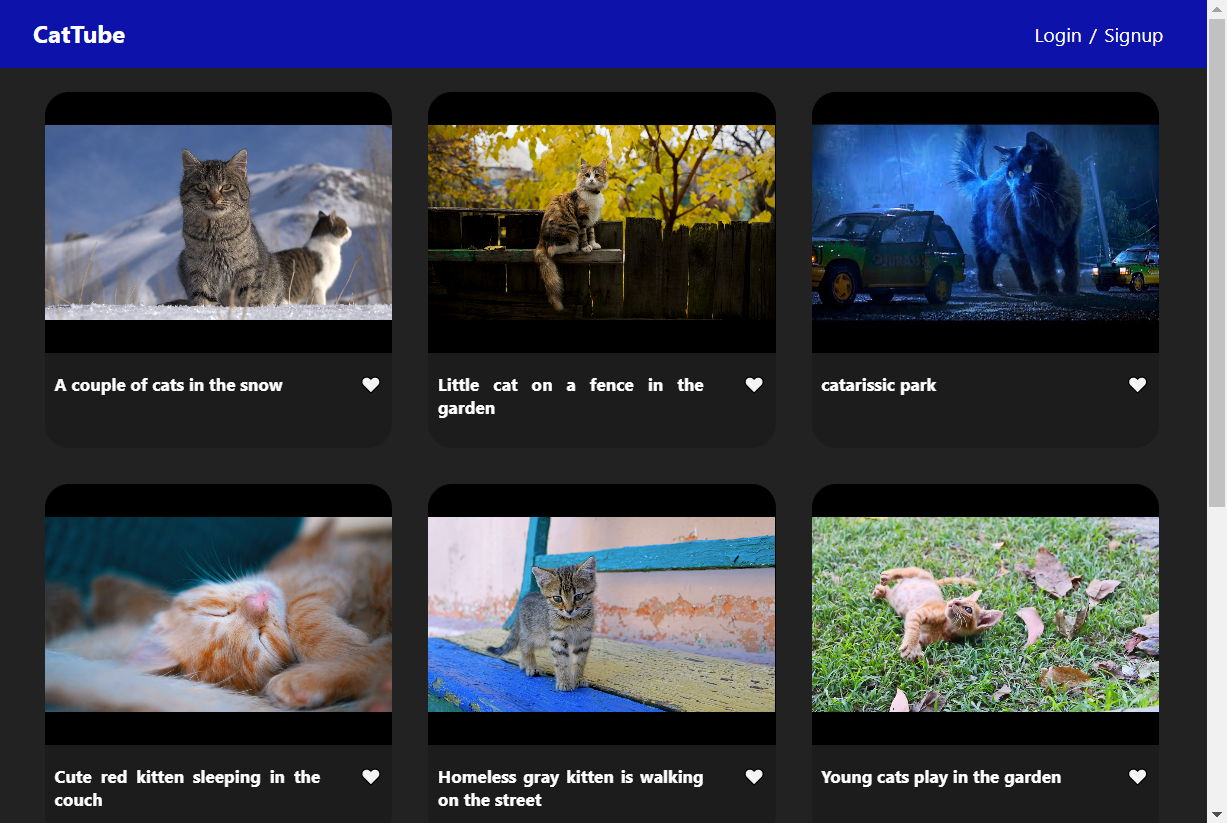 CatTube
Login / Signup
A couple of cats in the snow
Little cat on a fence in the
garden
catarissic park
Cute red kitten sleeping in the
couch
Homeless gray kitten is walking
on the street
Young cats play in the garden